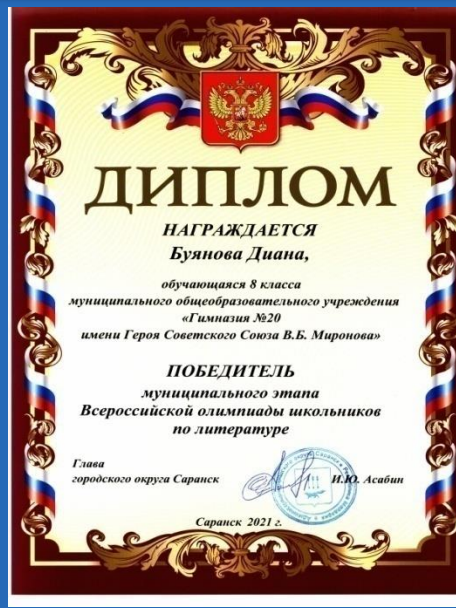 ДИПЛОМ
НАГРАЖДАЕТСЯ
Буянова Диана,
обучающаяся 8 класса
муниципального общеобразовательного учреждения
«Гимназия №20
имени Героя Советского Союза В.Б. Миронова»
ПОБЕДИТЕЛЬ
муниципального этапа
Всероссийской олимпиады школьников
по литературе
Глава
городского округа Саранск И.Ю. Асабин
Саранск 2021 г.